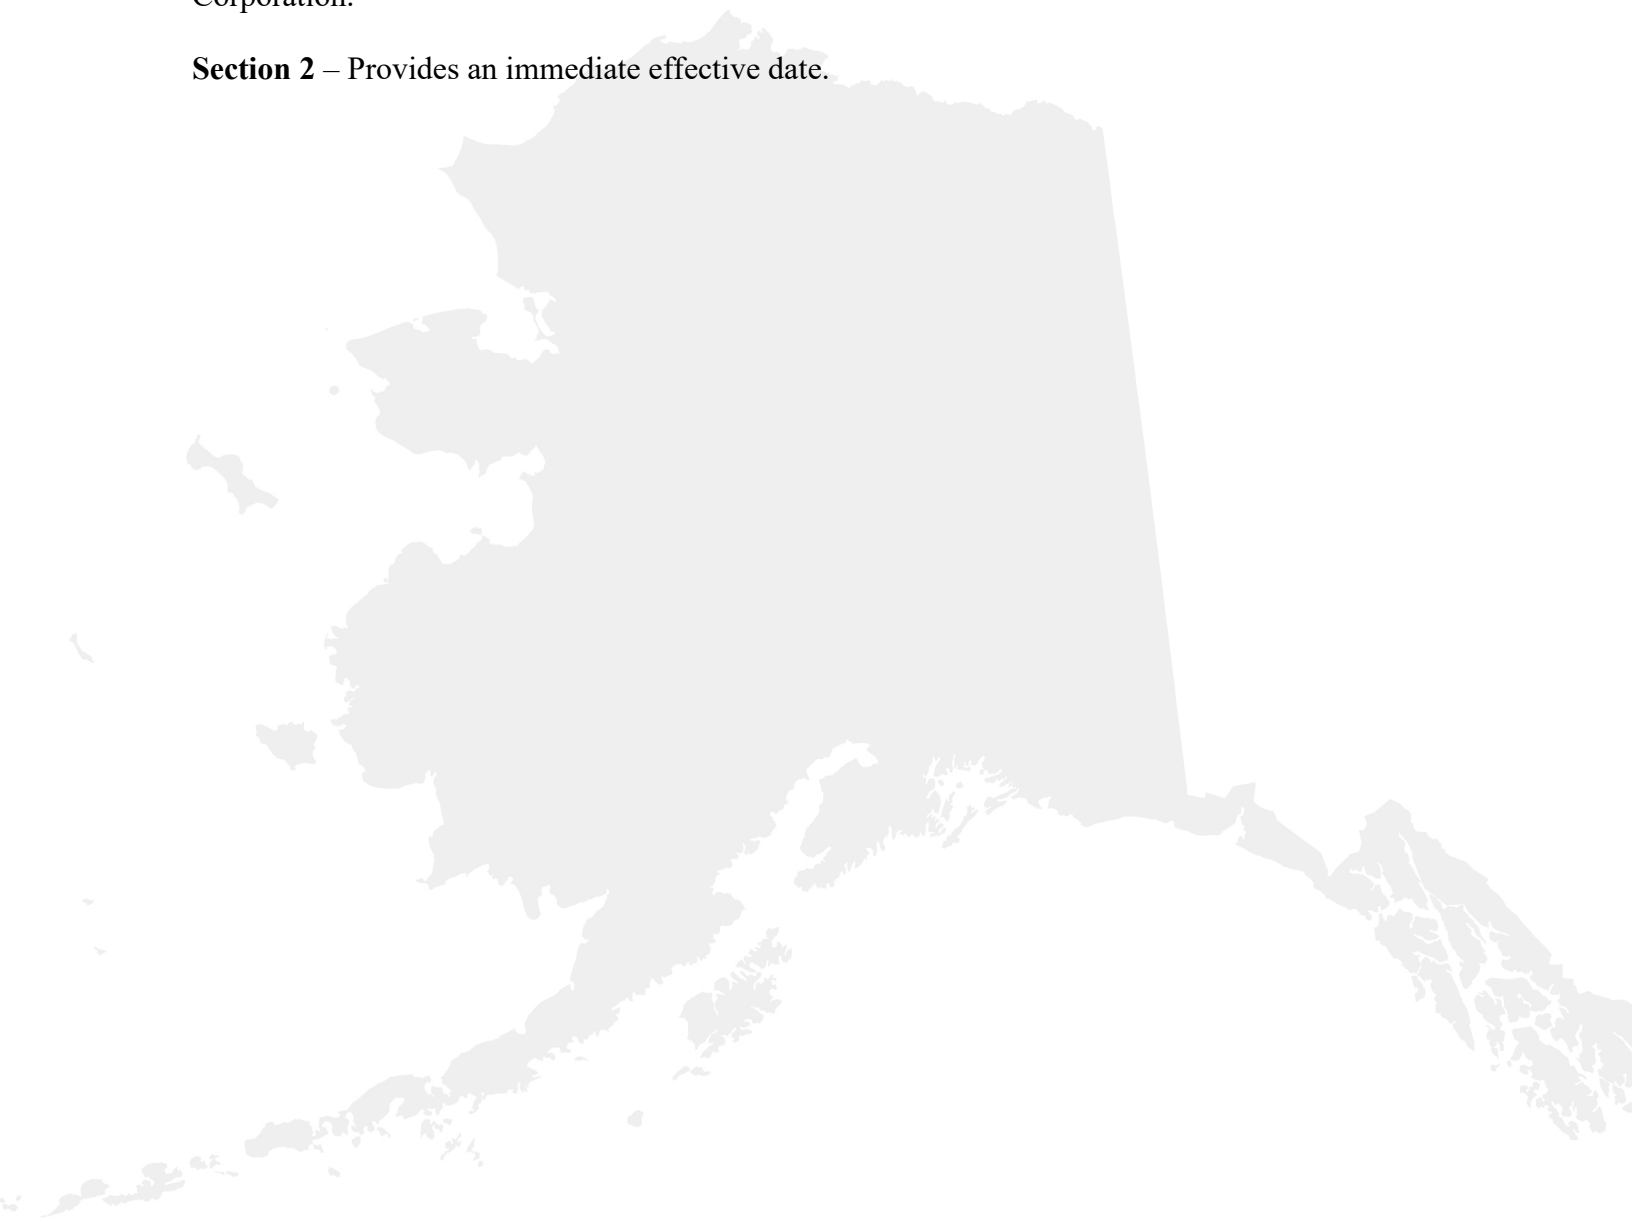 Corporation.
Section 2 – Provides an immediate effective date.